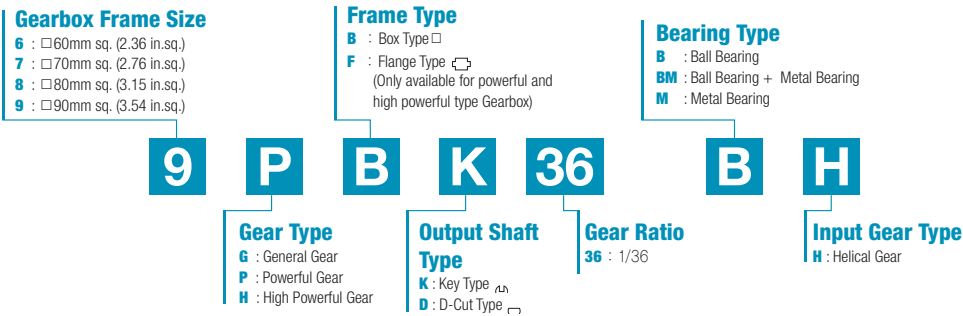 Gearbox Frame Size
6 : □60mm sq. (2.36 in.sq.)
7 : □70mm sq. (2.76 in.sq.)
8 : □80mm sq. (3.15 in.sq.)
9 : □90mm sq. (3.54 in.sq.)
Frame Type
B : Box Type□
F : Flange Type
(Only available for powerful and
high powerful type Gearbox)
Bearing Type
B : Ball Bearing
BM : Ball Bearing + Metal Bearing
M : Metal Bearing
9 P B K 36 B H
Gear Type
G : General Gear
P : Powerful Gear
H : High Powerful Gear
Output Shaft
Type
K : Key Type
D : D-Cut Type
Gear Ratio
36 : 1/36
Input Gear Type
H : Helical Gear